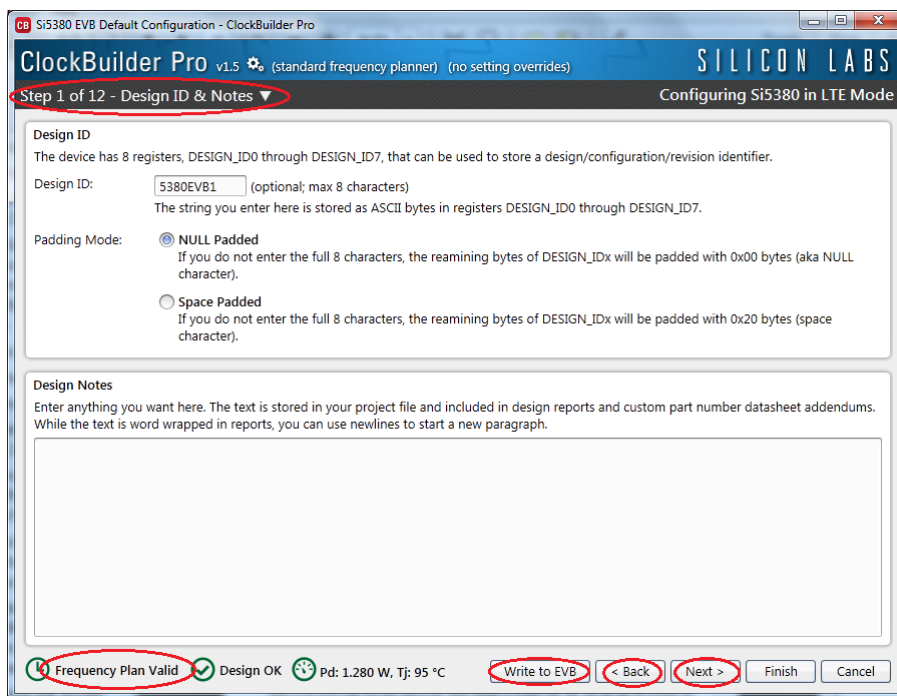 CB Si5380 EVB Default Configuration - ClockBuilder Pro
ClockBuilder Pro v1.5 (standard frequency planner) (no setting overrides) SILICON LABS
Step 1 of 12 - Design ID & Notes ▼ Configuring Si5380 in LTE Mode
Design ID
The device has 8 registers, DESIGN_ID0 through DESIGN_ID7, that can be used to store a design/configuration/revision identifier.
Design ID: 5380EVB1 (optional; max 8 characters)
The string you enter here is stored as ASCII bytes in registers DESIGN_ID0 through DESIGN_ID7.
Padding Mode: NULL Padded
If you do not enter the full 8 characters, the reamining bytes of DESIGN_IDx will be padded with 0x00 bytes (aka NULL
character).
Space Padded
If you do not enter the full 8 characters, the reamining bytes of DESIGN_IDx will be padded with 0x20 bytes (space
character).
Design Notes
Enter anything you want here. The text is stored in your project file and included in design reports and custom part number datasheet addendums.
While the text is word wrapped in reports, you can use newlines to start a new paragraph.
Frequency Plan Valid Design OK Pd: 1.280 W, Tj: 95 °C Write to EVB < Back Next > Finish Cancel